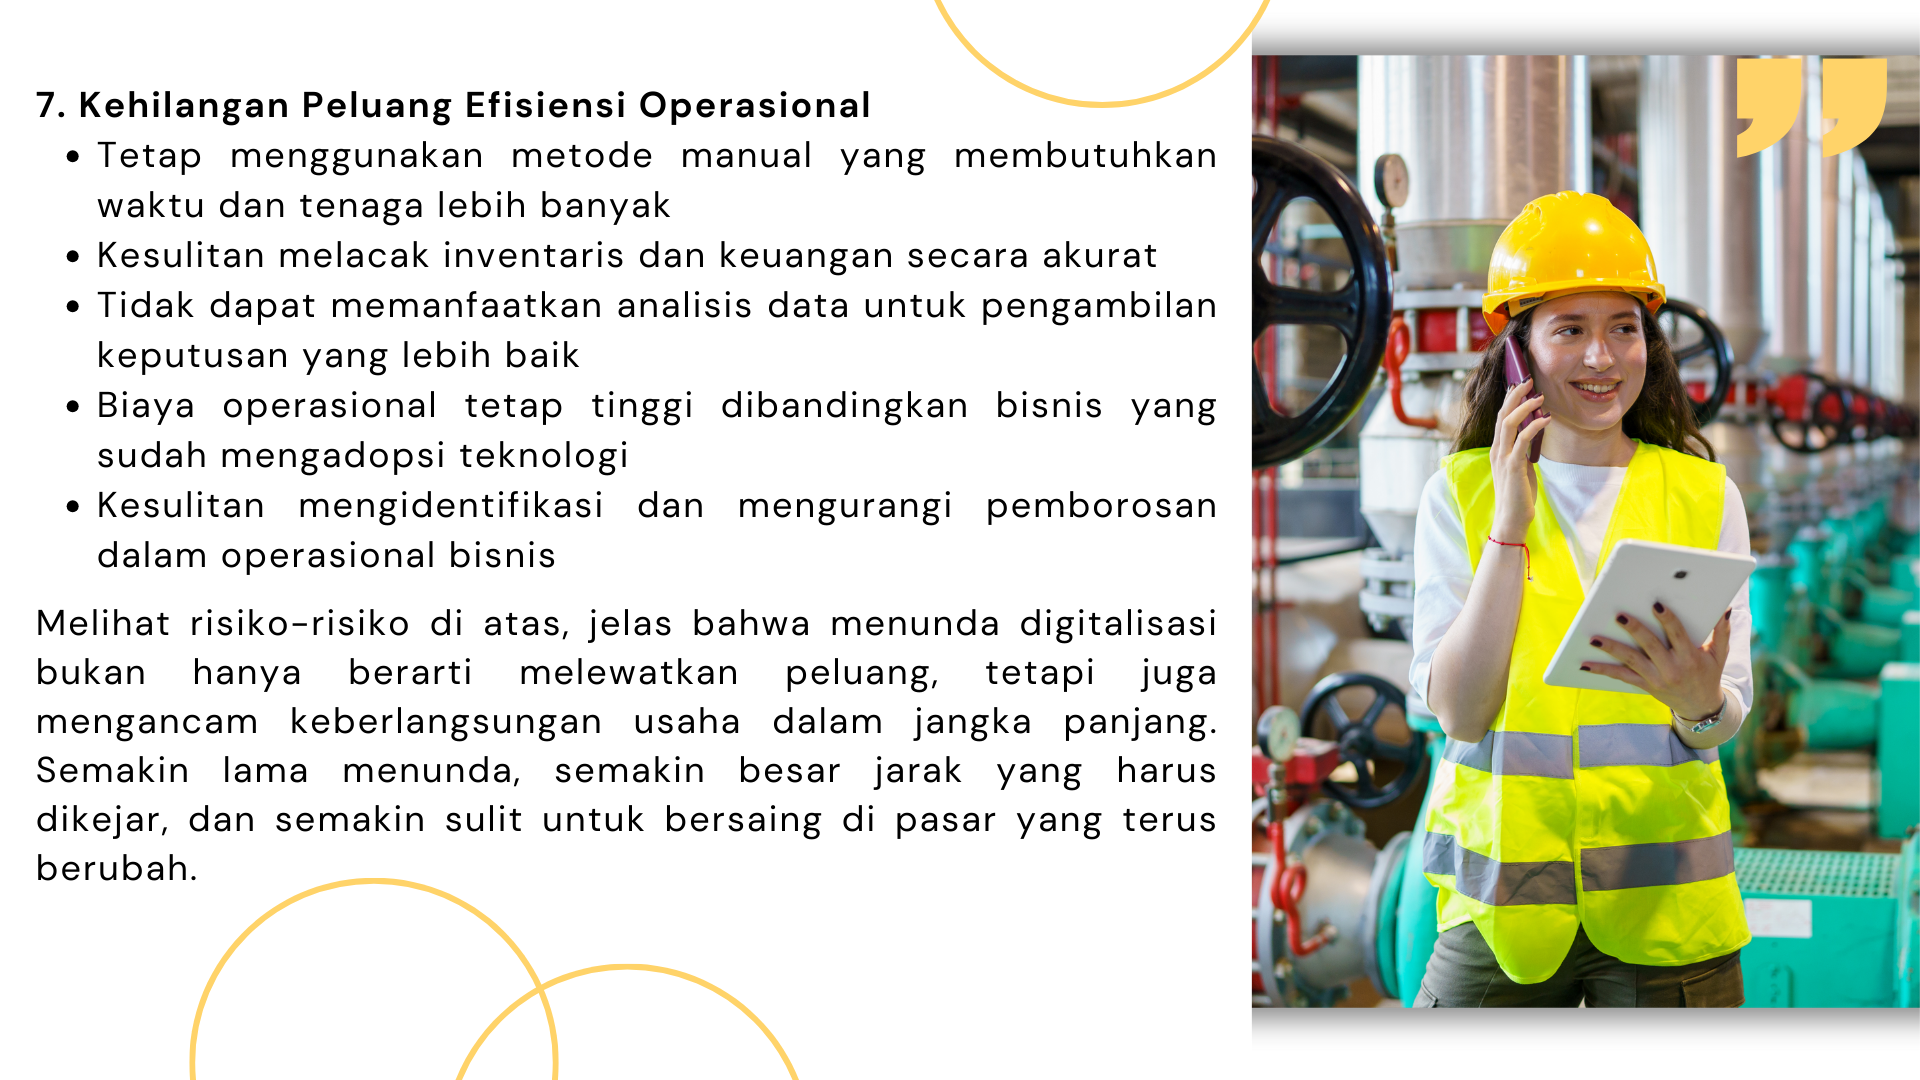 7. Kehilangan Peluang Efisiensi Operasional
• Tetap menggunakan metode manual yang membutuhkan
waktu dan tenaga lebih banyak
• Kesulitan melacak inventaris dan keuangan secara akurat
• Tidak dapat memanfaatkan analisis data untuk pengambilan
keputusan yang lebih baik
• Biaya operasional tetap tinggi dibandingkan bisnis yang
sudah mengadopsi teknologi
• Kesulitan mengidentifikasi dan mengurangi pemborosan
dalam operasional bisnis
Melihat risiko-risiko di atas, jelas bahwa menunda digitalisasi
bukan hanya berarti melewatkan peluang, tetapi juga
mengancam keberlangsungan usaha dalam jangka panjang.
Semakin lama menunda, semakin besar jarak yang harus
dikejar, dan semakin sulit untuk bersaing di pasar yang terus
berubah.